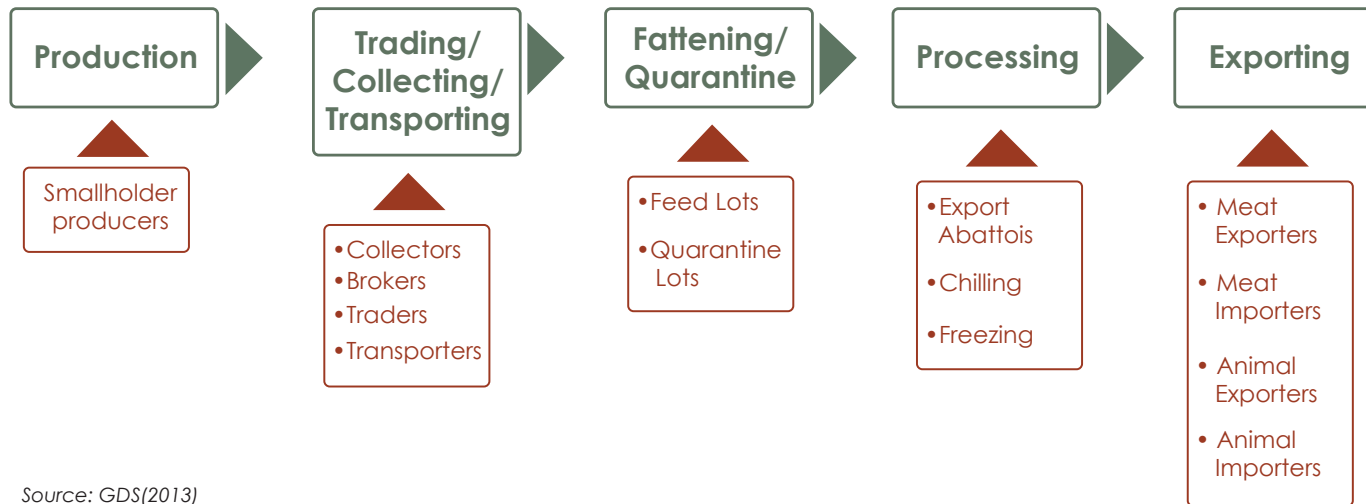 Production
Trading/
Collecting/
Transporting
Fattening/
Quarantine
Processing
Exporting
Smallholder
producers
•Collectors
•Brokers
•Traders
•Transporters
•Feed Lots
•Quarantine
Lots
•Export
Abattois
•Chilling
•Freezing
• Meat
Exporters
• Meat
Importers
• Animal
Exporters
• Animal
Importers
Source: GDS(2013)